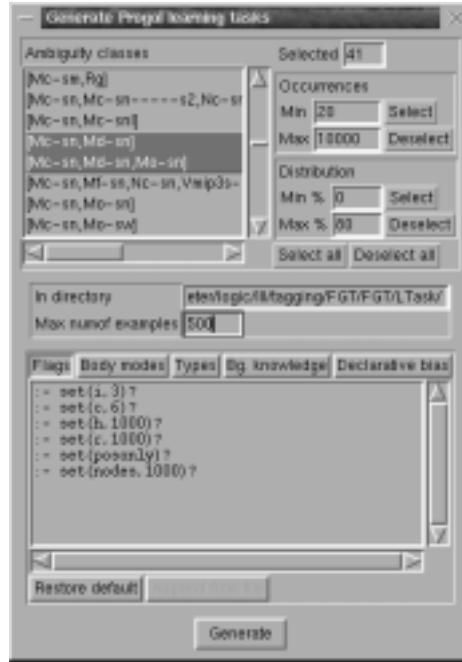 Generate Progol learning tasks
Ambiguity classes
Selected 41
[Mc-sm,Rg]
[Mc-sn,Mc-sn-----s2,Nc-sn
[Mc-sn,Mc-snl]
[Mc-sn,Md-sn]
[Mc-sn,Md-sn,Mo-sn]
[Mc-sn,Mf-sn,Nc-sn,Vmip3s-
[Mc-sn,Mo-sn]
[Mc-sn,Mo-sw]
Occurrences
Min 20 Select
Max 10000 Deselect
Distribution
Min % 0 Select
Max % 80 Deselect
Select all Deselect all
In directory eter/logic/lll/tagging/FGT/FGT/LTask/
Max numof examples 500
Flags Body modes Types Bg. knowledge Declarative bias
:- set(i,3)?
:- set(c,6)?
:- set(h,1000)?
:- set(r,1000)?
:- set(posonly)?
:- set(nodes,1000)?
Restore default
Generate